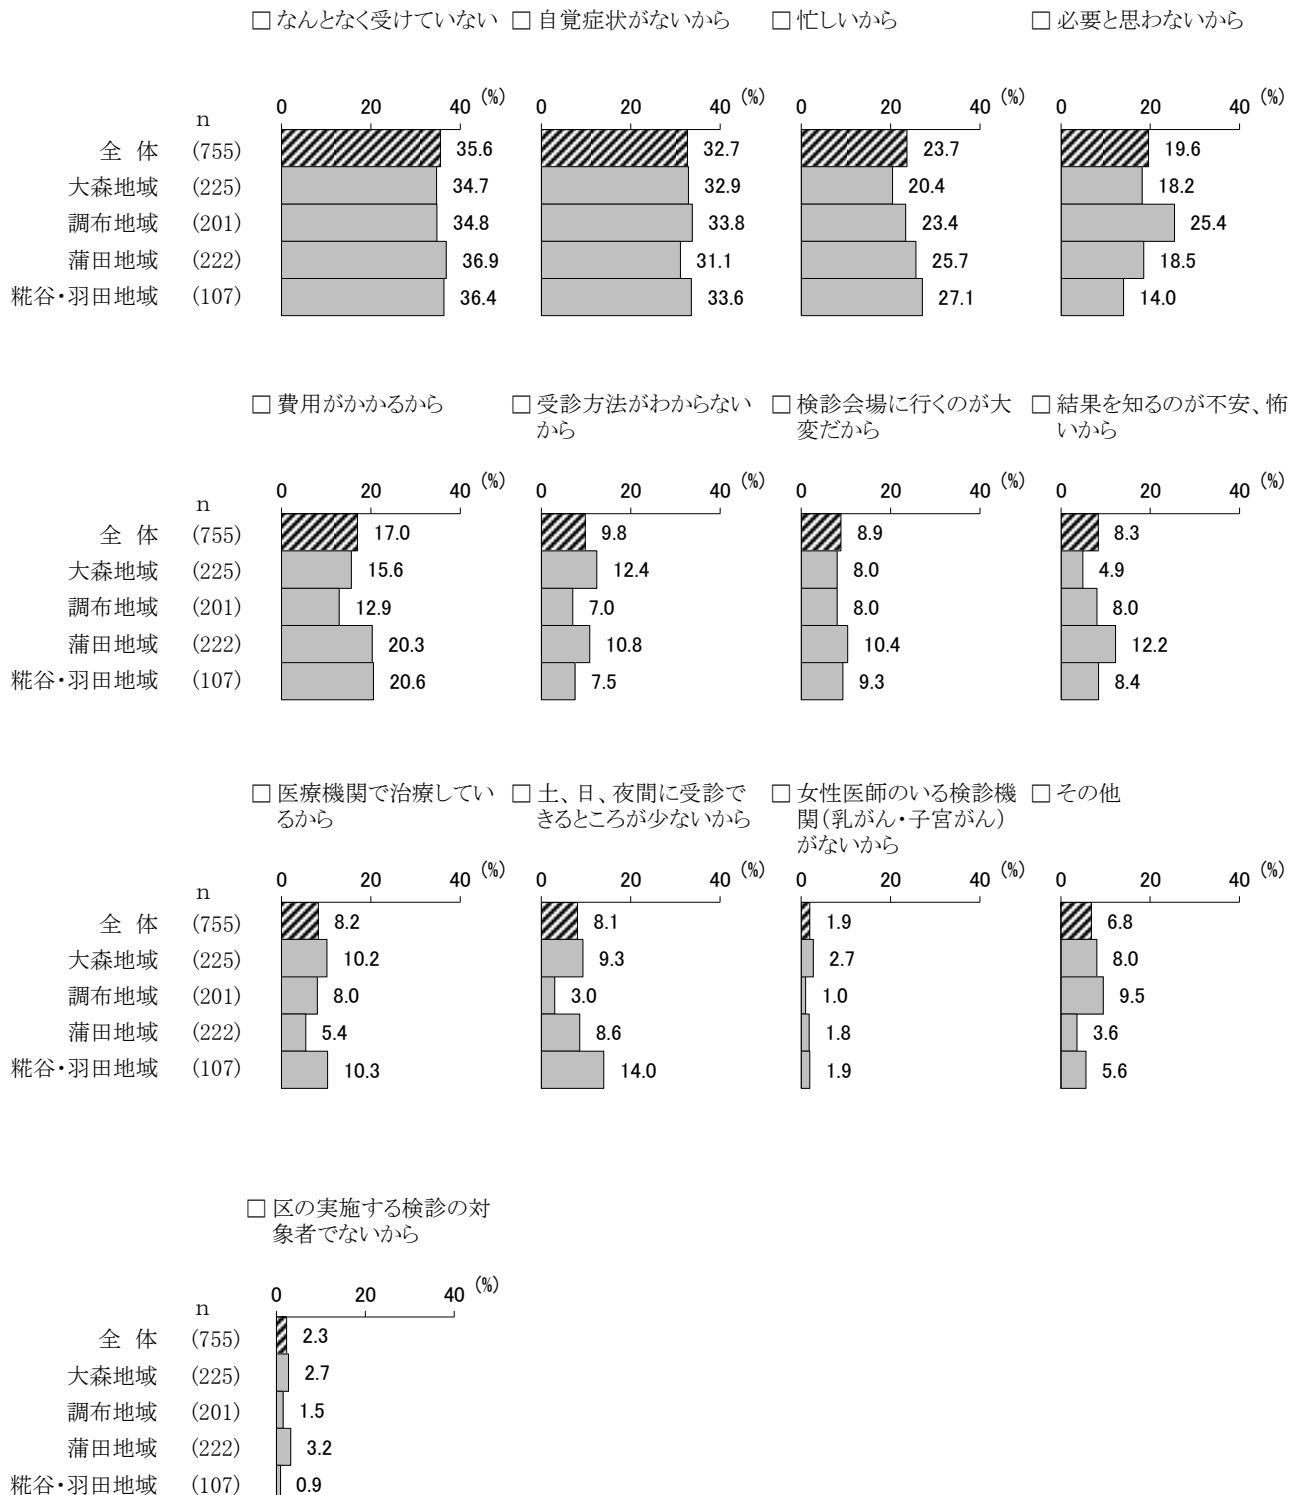 □ なんとなく受けていない □ 自覚症状がないから □ 忙しいから □ 必要と思わないから
0 20 40 (%) 0 20 40 (%) 0 20 40 (%) 0 20 40 (%)
n
全 体 (755) 35.6 32.7 23.7 19.6
大森地域 (225) 34.7 32.9 20.4 18.2
調布地域 (201) 34.8 33.8 23.4 25.4
蒲田地域 (222) 36.9 31.1 25.7 18.5
糀谷・羽田地域 (107) 36.4 33.6 27.1 14.0
□ 費用がかかるから □ 受診方法がわからない □ 検診会場に行くのが大 □ 結果を知るのが不安、怖
から 変だから いから
0 20 40 (%) 0 20 40 (%) 0 20 40 (%) 0 20 40 (%)
n
全 体 (755) 17.0 9.8 8.9 8.3
大森地域 (225) 15.6 12.4 8.0 4.9
調布地域 (201) 12.9 7.0 8.0 8.0
蒲田地域 (222) 20.3 10.8 10.4 12.2
糀谷・羽田地域 (107) 20.6 7.5 9.3 8.4
□ 医療機関で治療してい □ 土、日、夜間に受診で □ 女性医師のいる検診機 □ その他
るから きるところが少ないから 関(乳がん・子宮がん)
がないから
0 20 40 (%) 0 20 40 (%) 0 20 40 (%) 0 20 40 (%)
n
全 体 (755) 8.2 8.1 1.9 6.8
大森地域 (225) 10.2 9.3 2.7 8.0
調布地域 (201) 8.0 3.0 1.0 9.5
蒲田地域 (222) 5.4 8.6 1.8 3.6
糀谷・羽田地域 (107) 10.3 14.0 1.9 5.6
□ 区の実施する検診の対
象者でないから
0 20 40 (%)
n
全 体 (755) 2.3
大森地域 (225) 2.7
調布地域 (201) 1.5
蒲田地域 (222) 3.2
糀谷・羽田地域 (107) 0.9